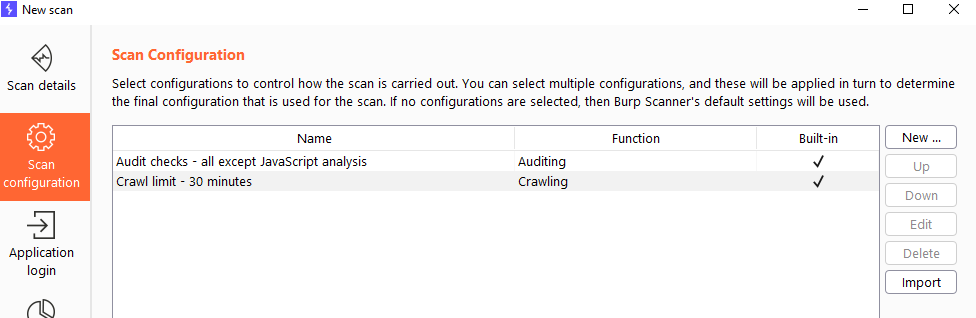 New scan
Scan details
Scan
configuration
Application
login
Scan Configuration
Select configurations to control how the scan is carried out. You can select multiple configurations, and these will be applied in turn to determine
the final configuration that is used for the scan. If no configurations are selected, then Burp Scanner's default settings will be used.
Name Function Built-in
Audit checks - all except JavaScript analysis Auditing ✓
Crawl limit - 30 minutes Crawling ✓
New ...
Up
Down
Edit
Delete
Import